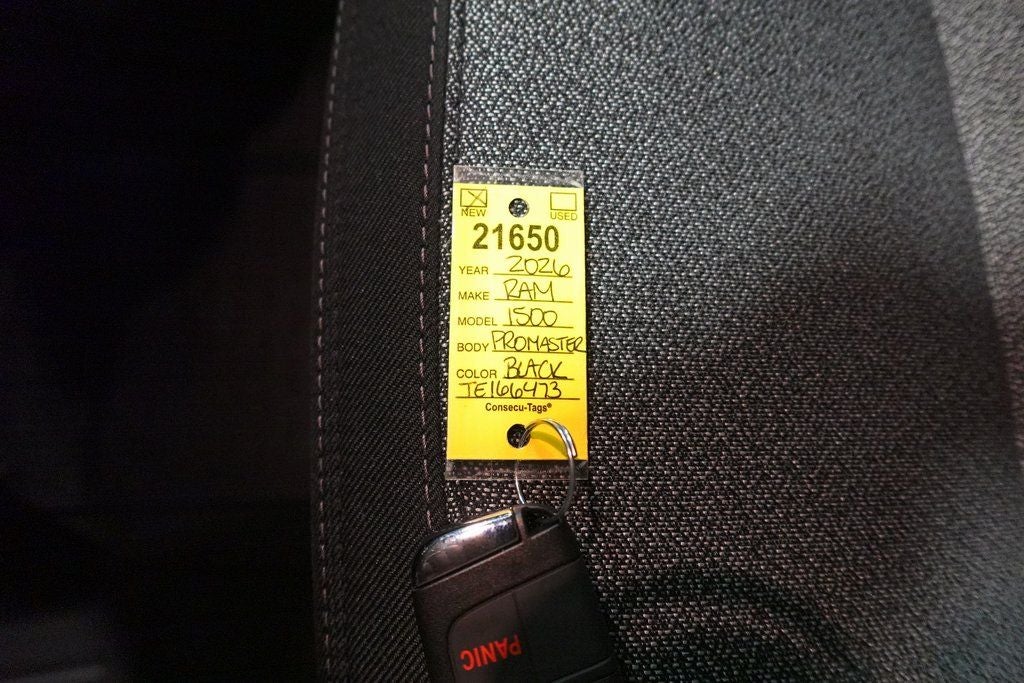 NEW USED
21650
YEAR 2026
MAKE RAM
MODEL 1500
BODY PROMASTER
COLOR BLACK
TE166473
Consecu-Tags®
PANIC